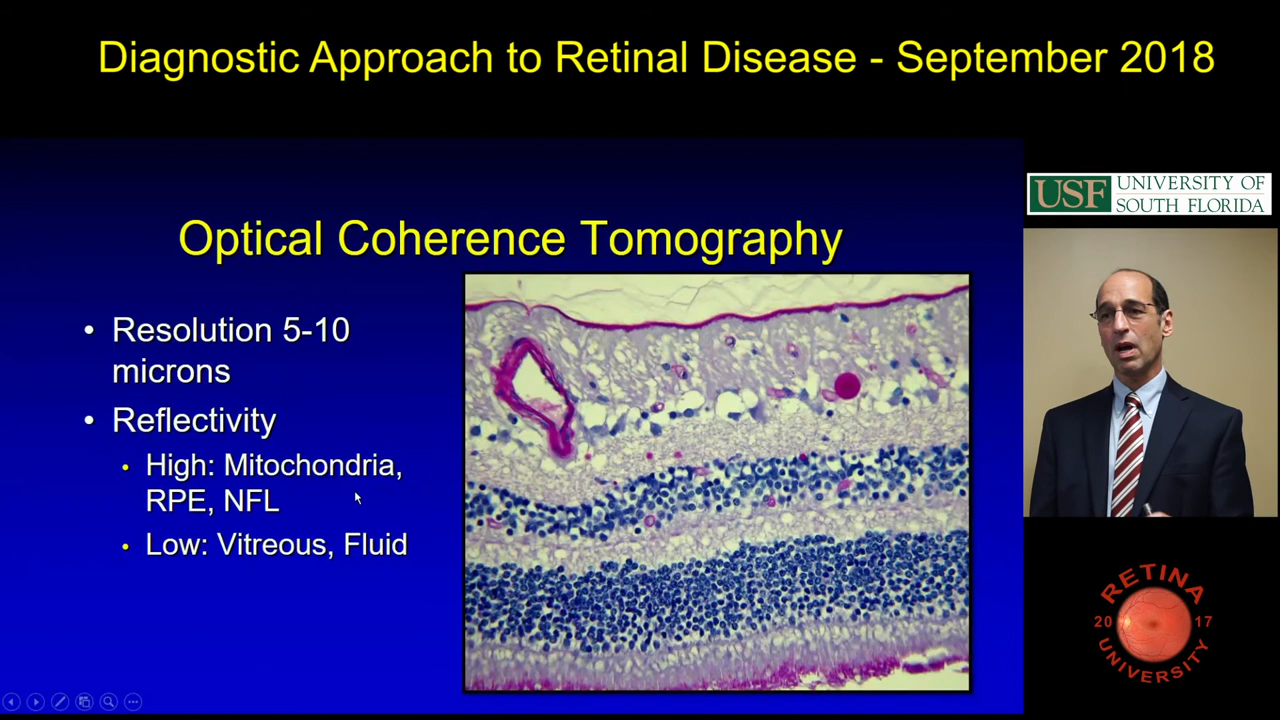 Diagnostic Approach to Retinal Disease - September 2018
Optical Coherence Tomography
• Resolution 5-10
microns
• Reflectivity
• High: Mitochondria,
RPE, NFL
• Low: Vitreous, Fluid
USF UNIVERSITY OF
SOUTH FLORIDA
RETINA
20 17
UNIVERSITY